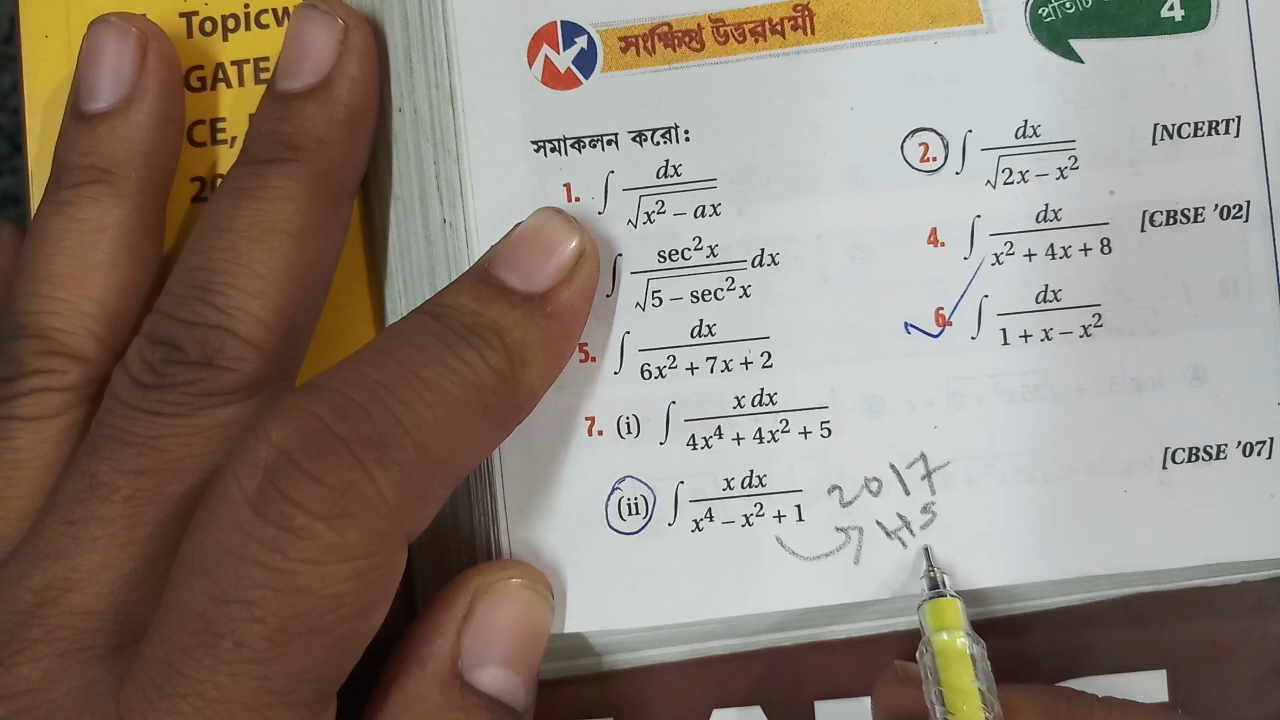 Topicw
GATE
CE,
সংক্ষিপ্ত উত্তরধর্মী
4
সমাকলন করো:
1. ∫ dx / √(x² − ax)
2. ∫ dx / √(2x − x²) [NCERT]
∫ sec²x / √(5 − sec²x) dx
4. ∫ dx / (x² + 4x + 8) [CBSE '02]
5. ∫ dx / (6x² + 7x + 2)
6. ∫ dx / (1 + x − x²)
7. (i) ∫ x dx / (4x⁴ + 4x² + 5)
(ii) ∫ x dx / (x⁴ − x² + 1) [CBSE '07]
2017
HS